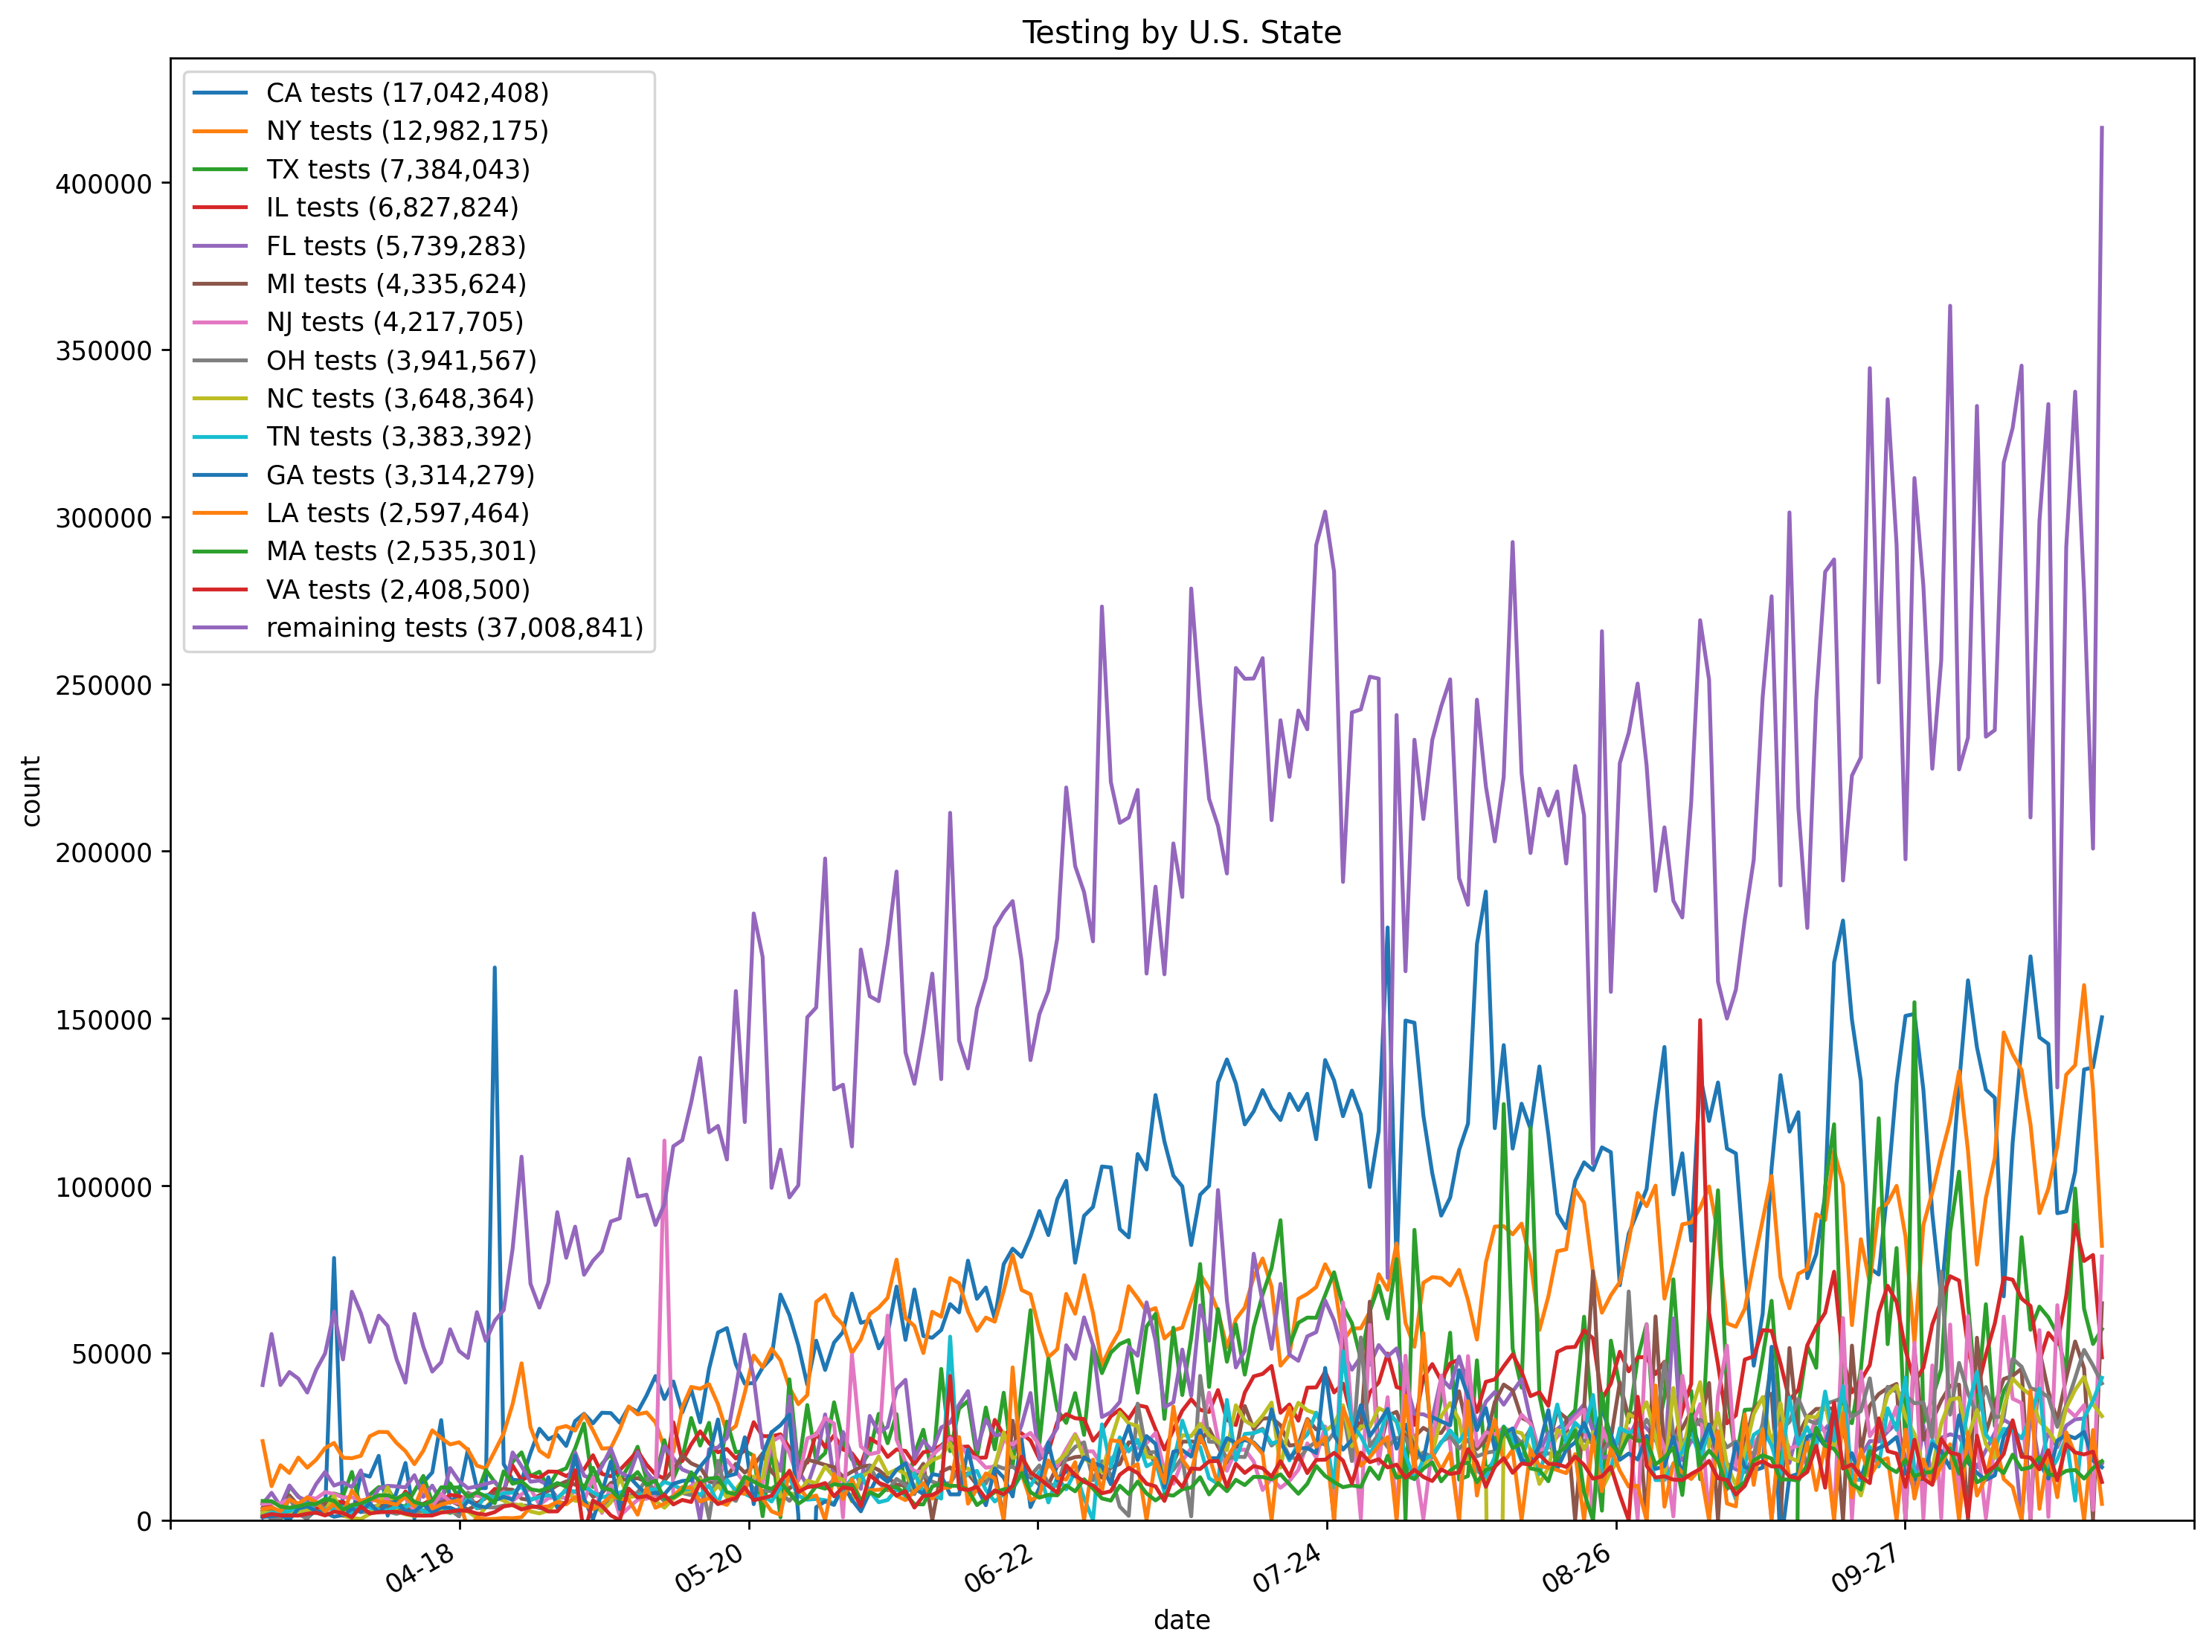 Testing by U.S. State
CA tests (17,042,408)
NY tests (12,982,175)
TX tests (7,384,043)
IL tests (6,827,824)
FL tests (5,739,283)
MI tests (4,335,624)
NJ tests (4,217,705)
OH tests (3,941,567)
NC tests (3,648,364)
TN tests (3,383,392)
GA tests (3,314,279)
LA tests (2,597,464)
MA tests (2,535,301)
VA tests (2,408,500)
remaining tests (37,008,841)
400000
350000
300000
250000
200000
150000
100000
50000
0
count
04-18
05-20
06-22
07-24
08-26
09-27
date